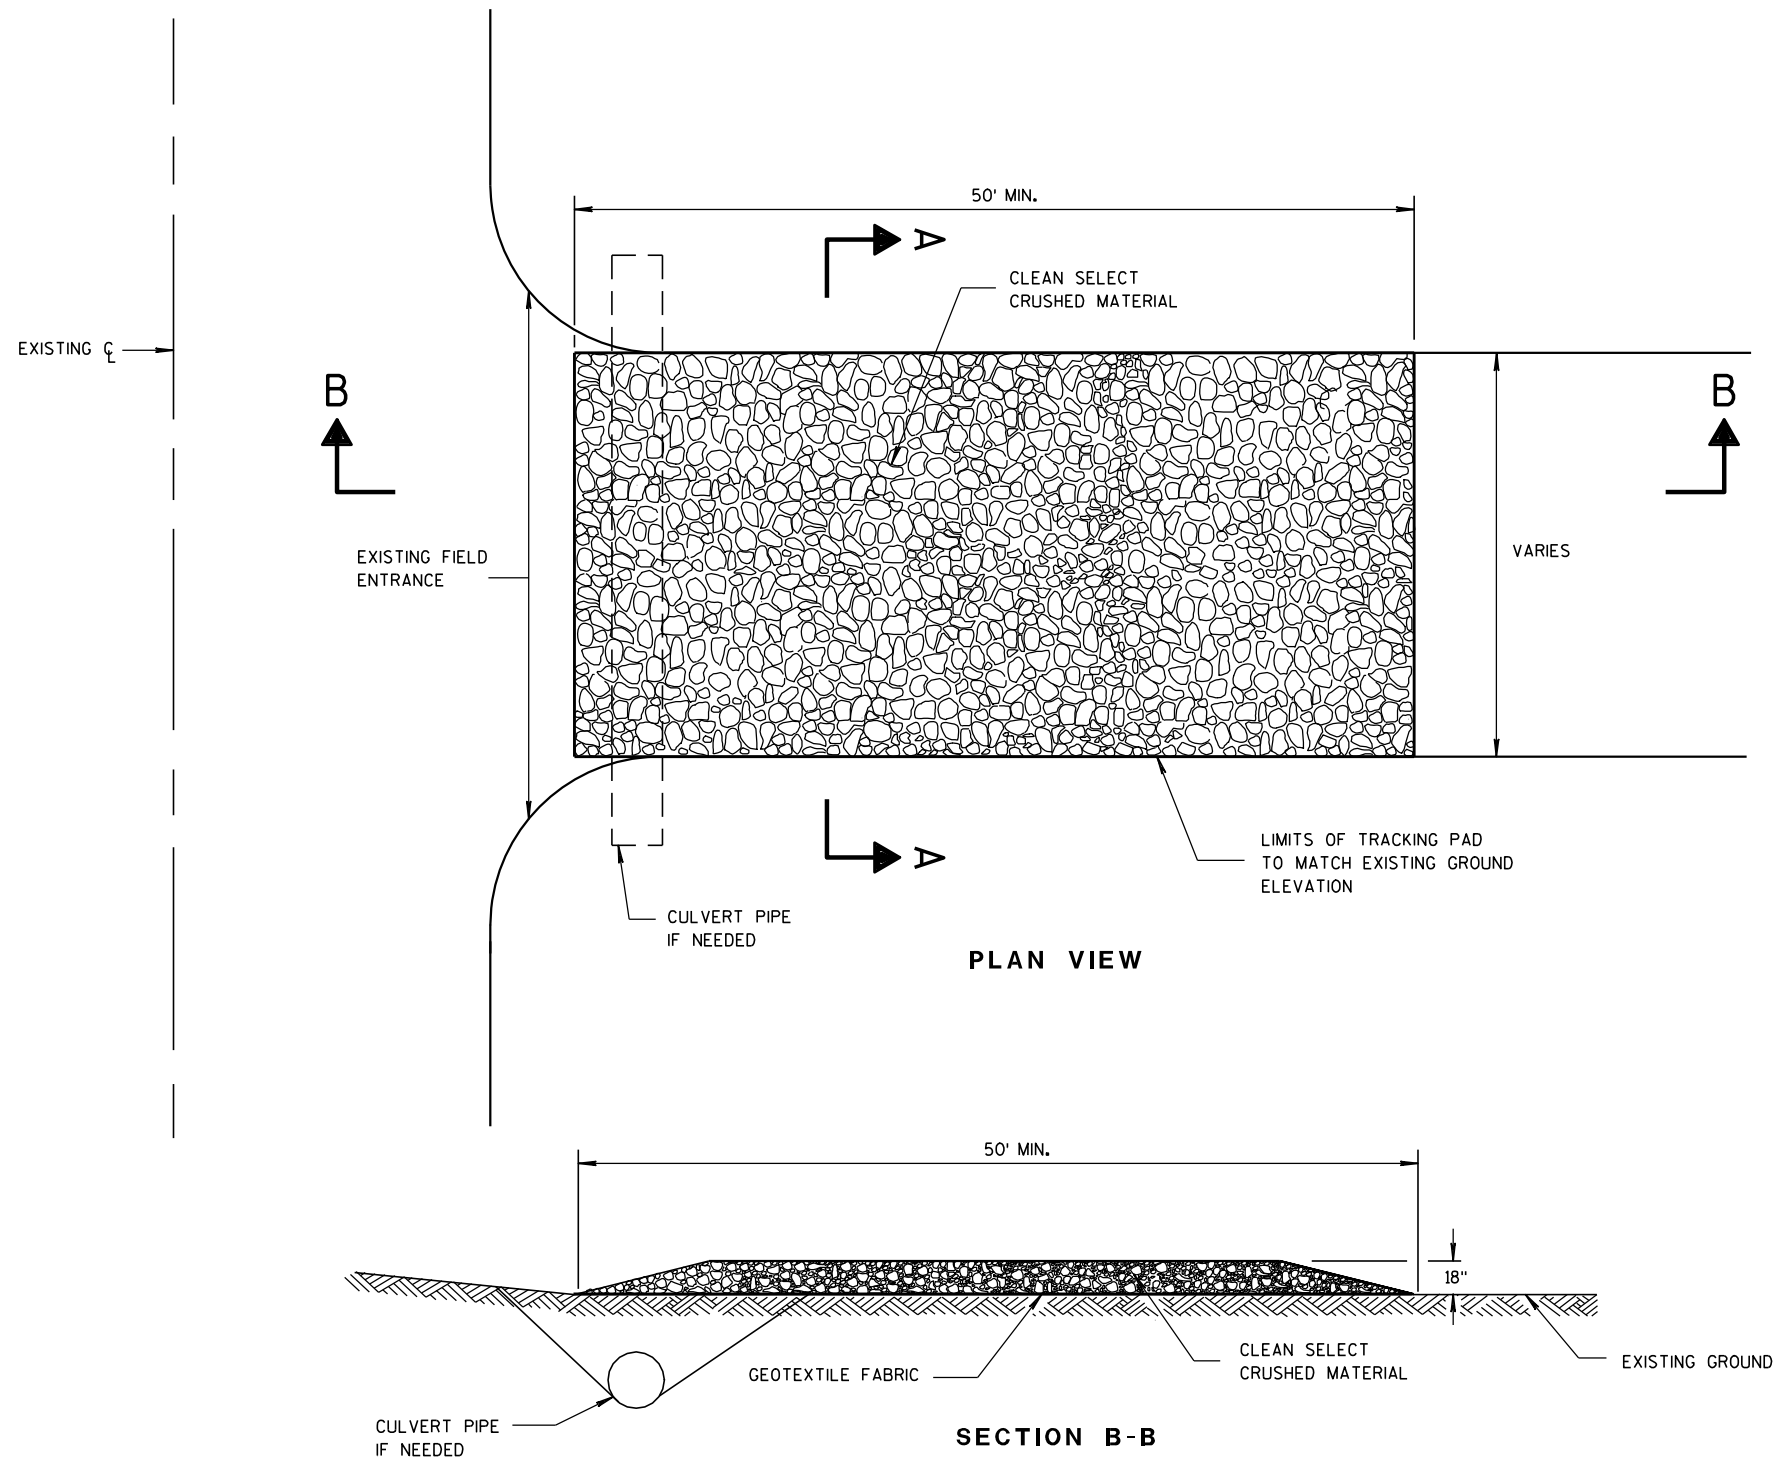 50' MIN.
A
CLEAN SELECT
CRUSHED MATERIAL
EXISTING ℄
B
B
EXISTING FIELD
ENTRANCE
VARIES
LIMITS OF TRACKING PAD
TO MATCH EXISTING GROUND
ELEVATION
A
CULVERT PIPE
IF NEEDED
PLAN VIEW
50' MIN.
18"
CLEAN SELECT
CRUSHED MATERIAL
EXISTING GROUND
GEOTEXTILE FABRIC
CULVERT PIPE
IF NEEDED
SECTION B-B